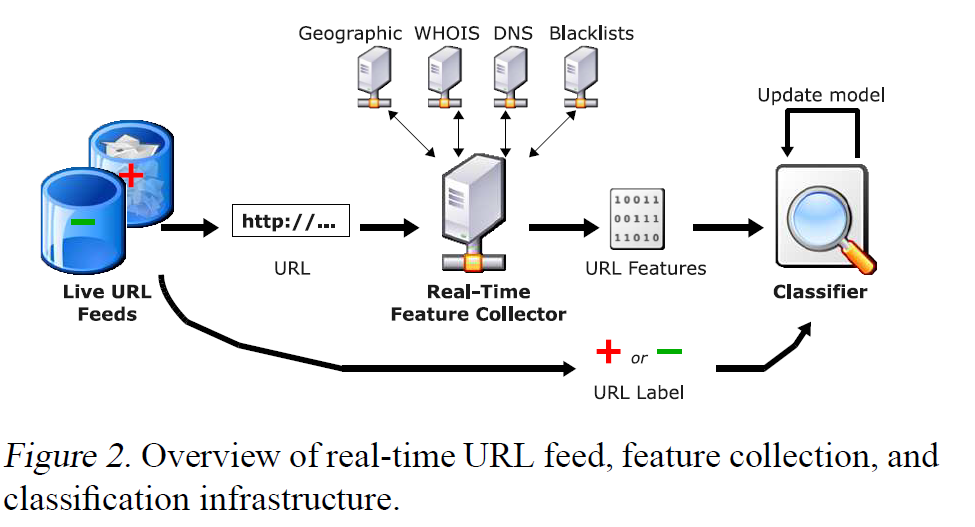 Geographic WHOIS DNS Blacklists
Update model
+
−
http://...
10011
00111
11010
URL
URL Features
Live URL
Feeds
Real-Time
Feature Collector
Classifier
+ or −
URL Label
Figure 2. Overview of real-time URL feed, feature collection, and
classification infrastructure.